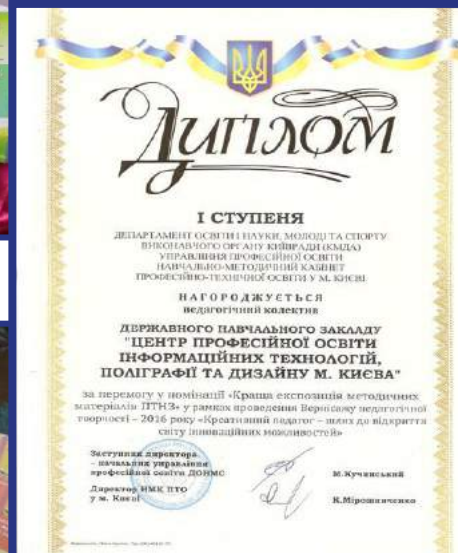 Диплом
І СТУПЕНЯ
ДЕПАРТАМЕНТ ОСВІТИ І НАУКИ, МОЛОДІ ТА СПОРТУ
ВИКОНАВЧОГО ОРГАНУ КИЇВРАДИ (КМДА)
УПРАВЛІННЯ ПРОФЕСІЙНОЇ ОСВІТИ
НАВЧАЛЬНО-МЕТОДИЧНИЙ КАБІНЕТ
ПРОФЕСІЙНО-ТЕХНІЧНОЇ ОСВІТИ У М. КИЄВІ
НАГОРОДЖУЄТЬСЯ
педагогічний колектив
ДЕРЖАВНОГО НАВЧАЛЬНОГО ЗАКЛАДУ
"ЦЕНТР ПРОФЕСІЙНОЇ ОСВІТИ
ІНФОРМАЦІЙНИХ ТЕХНОЛОГІЙ,
ПОЛІГРАФІЇ ТА ДИЗАЙНУ М. КИЄВА"
за перемогу у номінації «Краща експозиція методичних
матеріалів ПТНЗ» у рамках проведення Вернісажу педагогічної
творчості – 2016 року «Креативний педагог – шлях до відкриття
світу інноваційних можливостей»
Заступник директора
– начальник управління
професійної освіти ДОНМС
М.Кучинський
Директор НМК ПТО
у м. Києві
К.Мірошниченко